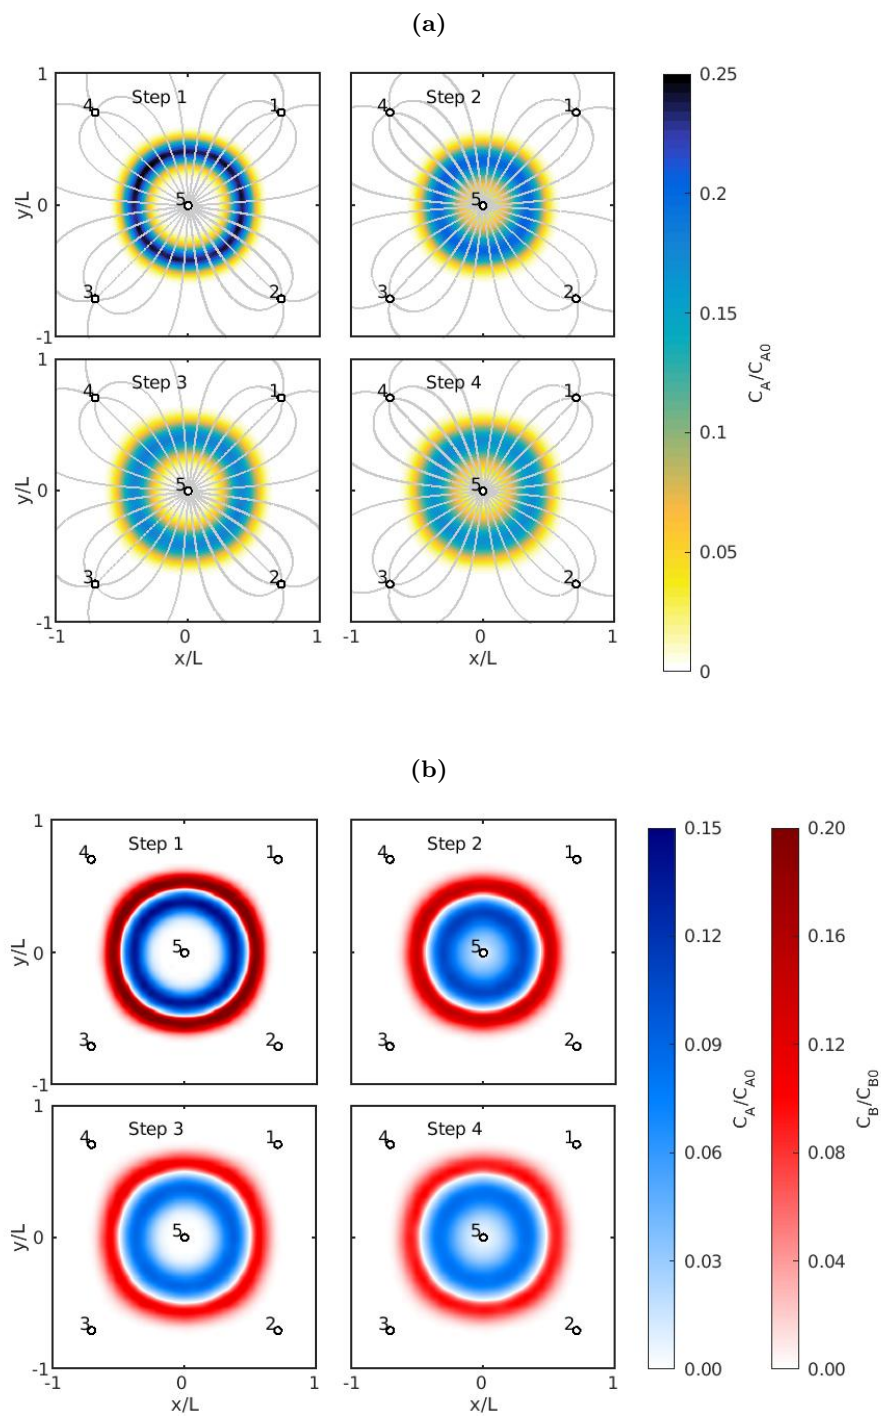 (a)
1
4 Step 1 1
0.25
4 Step 2 1
y/L
0
5
5
0.2
3 2
3 2
-1
0.15
1
C_A/C_A0
4 Step 3 1
4 Step 4 1
0.1
y/L
0
5
5
0.05
3 2
3 2
-1
0
-1 0 1
-1 0 1
x/L
x/L
(b)
1
4 Step 1 1
4 Step 2 1
0.15
0.20
y/L
0
5
5
0.12
0.16
3 2
3 2
-1
0.09
0.12
1
C_A/C_A0
C_B/C_B0
4 Step 3 1
4 Step 4 1
0.06
0.08
y/L
0
5
5
0.03
0.04
3 2
3 2
-1
0.00
0.00
-1 0 1
-1 0 1
x/L
x/L